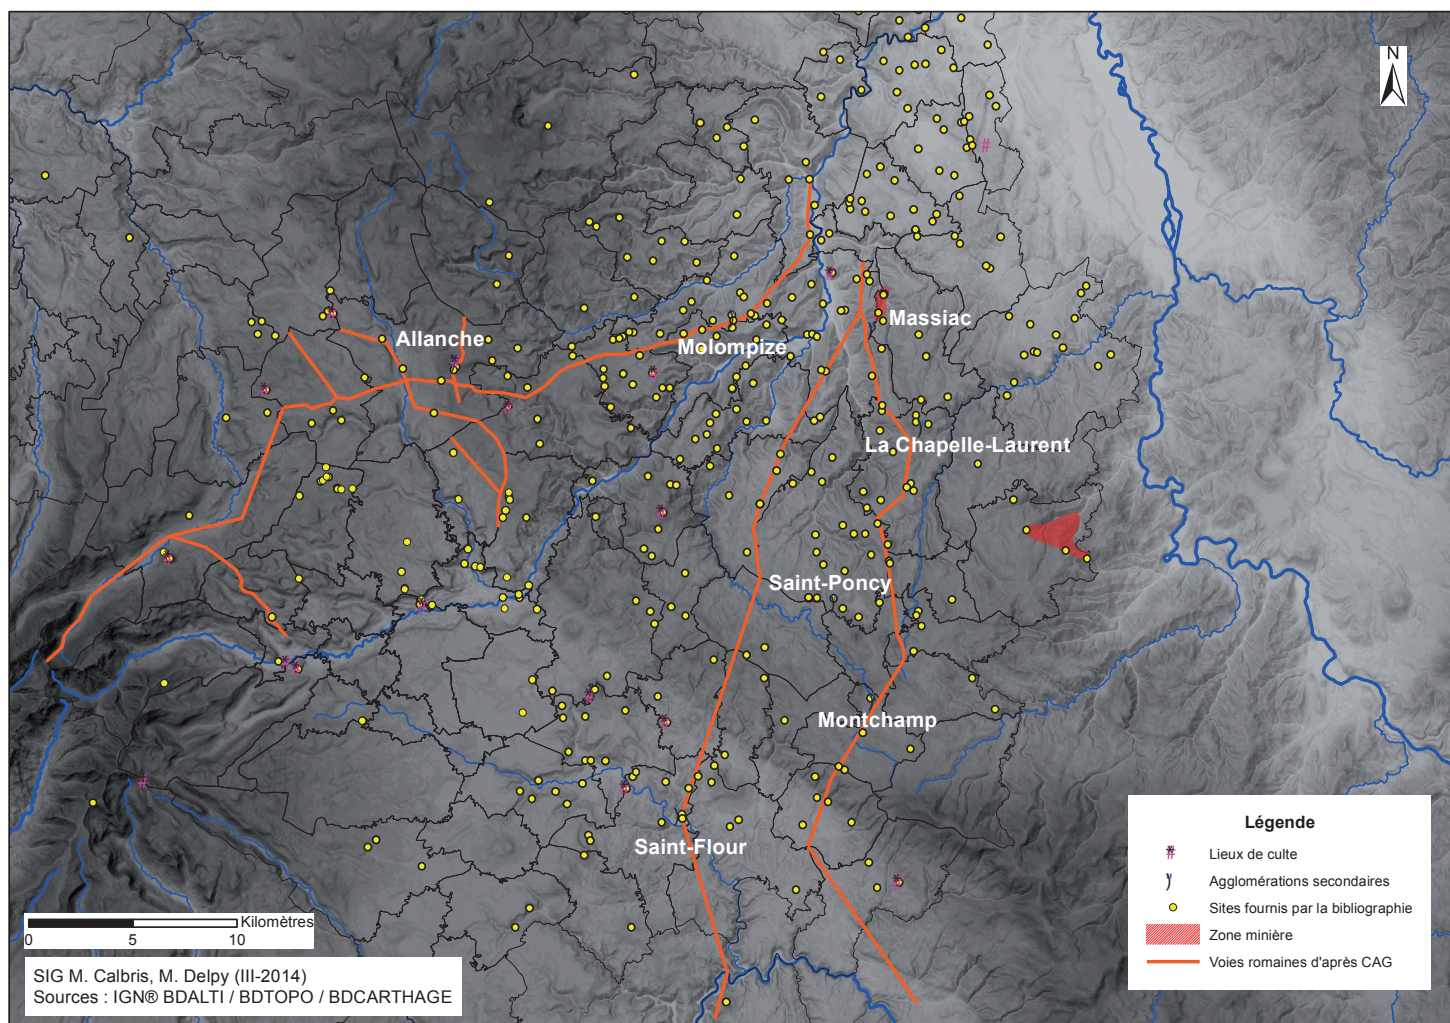 N
Massiac
Allanche
Molompize
La Chapelle-Laurent
Saint-Poncy
Montchamp
Saint-Flour
Légende
Lieux de culte
Agglomérations secondaires
Sites fournis par la bibliographie
Zone minière
Voies romaines d'après CAG
Kilomètres
0 5 10
SIG M. Calbris, M. Delpy (III-2014)
Sources : IGN® BDALTI / BDTOPO / BDCARTHAGE